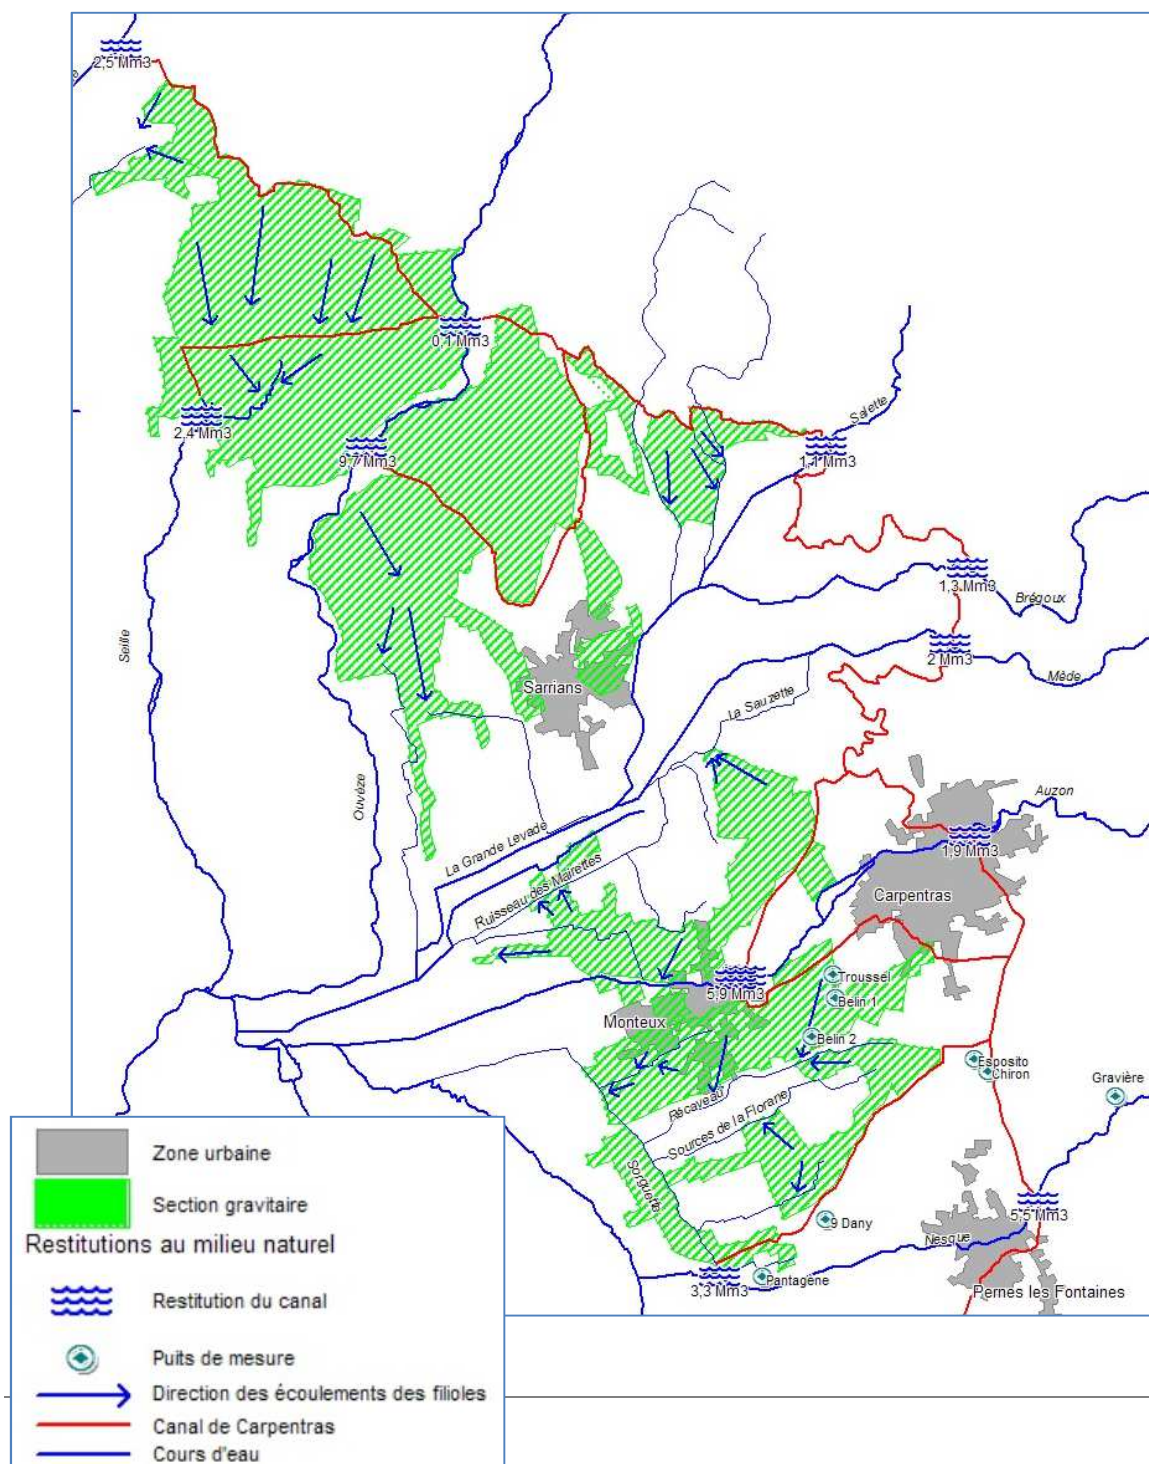 2,5 Mm3
0,1 Mm3
Salette
2,4 Mm3
9,7 Mm3
1,1 Mm3
1,3 Mm3
Brégoux
Seille
2 Mm3
Mède
Sarrians
La Sauzette
Ouvèze
Auzon
La Grande Levade
1,9 Mm3
Ruisseau des Mairettes
Carpentras
Troussel
5,9 Mm3
Belin 1
Monteux
Belin 2
Esposito
Chiron
Gravière
Récaveau
Sources de la Florane
Sorguette
5,5 Mm3
9 Dany
Nesque
Pantagène
3,3 Mm3
Pernes les Fontaines
Zone urbaine
Section gravitaire
Restitutions au milieu naturel
Restitution du canal
Puits de mesure
Direction des écoulements des filioles
Canal de Carpentras
Cours d'eau